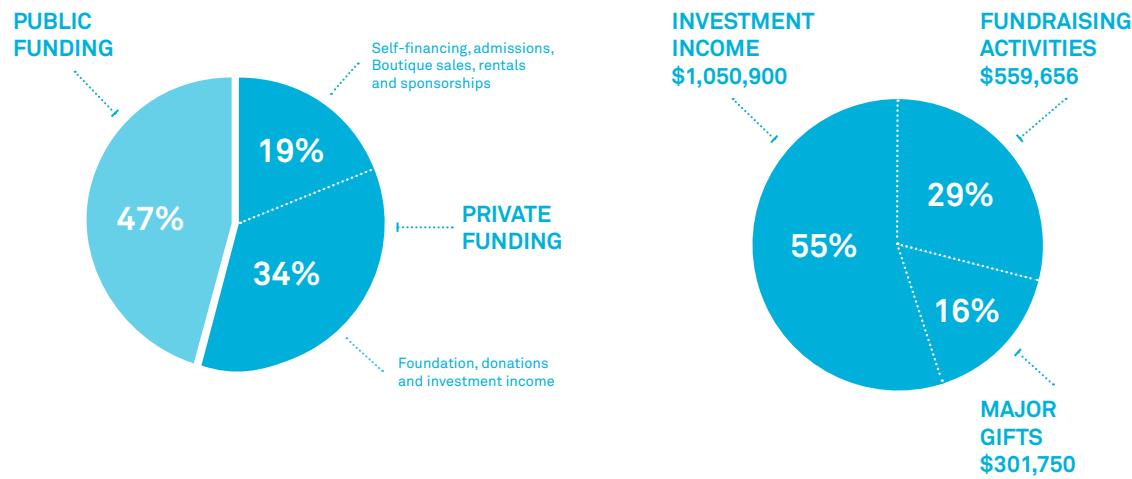 PUBLIC
FUNDING
Self-financing, admissions,
Boutique sales, rentals
and sponsorships
19%
47%
PRIVATE
FUNDING
34%
Foundation, donations
and investment income
INVESTMENT
INCOME
$1,050,900
FUNDRAISING
ACTIVITIES
$559,656
29%
55%
16%
MAJOR
GIFTS
$301,750